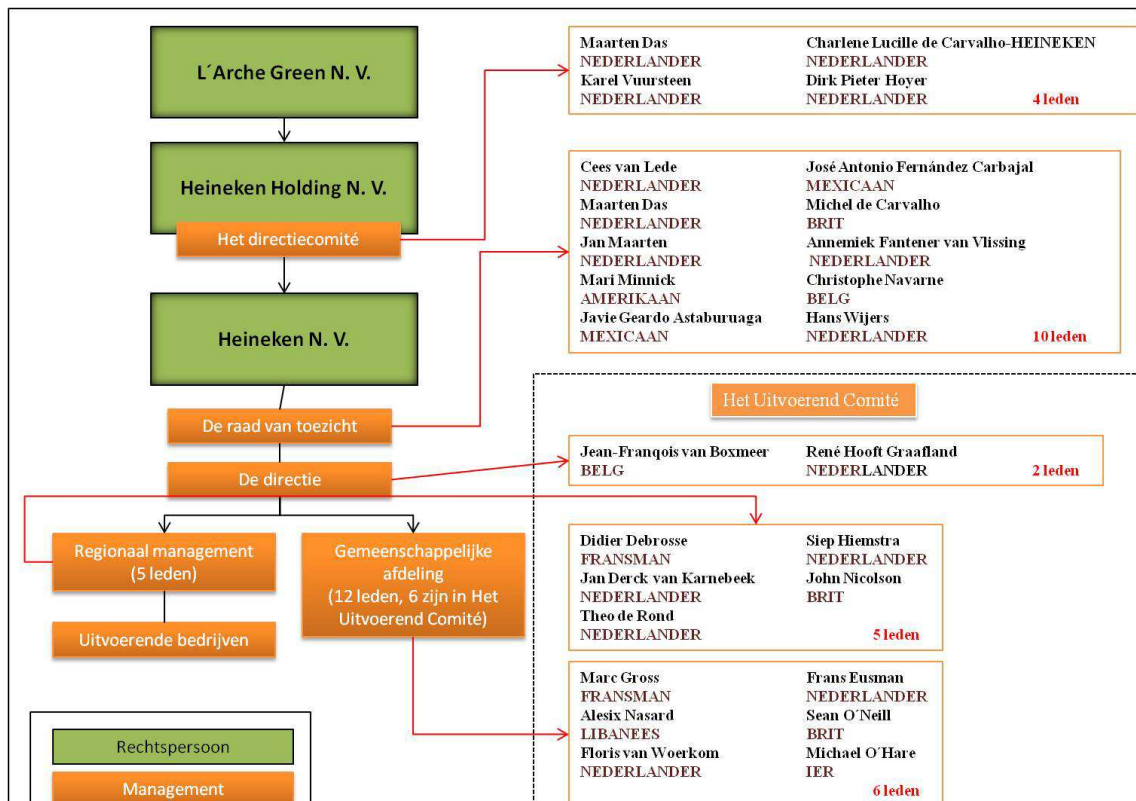 L´Arche Green N. V.
Heineken Holding N. V.
Het directiecomité
Heineken N. V.
De raad van toezicht
De directie
Regionaal management
(5 leden)
Uitvoerende bedrijven
Gemeenschappelijke
afdeling
(12 leden, 6 zijn in Het
Uitvoerend Comité)
Rechtspersoon
Management
Maarten Das Charlene Lucille de Carvalho-HEINEKEN
NEDERLANDER NEDERLANDER
Karel Vuursteen Dirk Pieter Hoyer
NEDERLANDER NEDERLANDER 4 leden
Cees van Lede José Antonio Fernández Carbajal
NEDERLANDER MEXICAAN
Maarten Das Michel de Carvalho
NEDERLANDER BRIT
Jan Maarten Annemiek Fantener van Vlissing
NEDERLANDER NEDERLANDER
Mari Minnick Christophe Navarne
AMERIKAAN BELG
Javie Geardo Astaburuaga Hans Wijers
MEXICAAN NEDERLANDER 10 leden
Het Uitvoerend Comité
Jean-Franqois van Boxmeer René Hooft Graafland
BELG NEDERLANDER 2 leden
Didier Debrosse Siep Hiemstra
FRANSMAN NEDERLANDER
Jan Derck van Karnebeek John Nicolson
NEDERLANDER BRIT
Theo de Rond
NEDERLANDER 5 leden
Marc Gross Frans Eusman
FRANSMAN NEDERLANDER
Alesix Nasard Sean O´Neill
LIBANEES BRIT
Floris van Woerkom Michael O´Hare
NEDERLANDER IER
6 leden